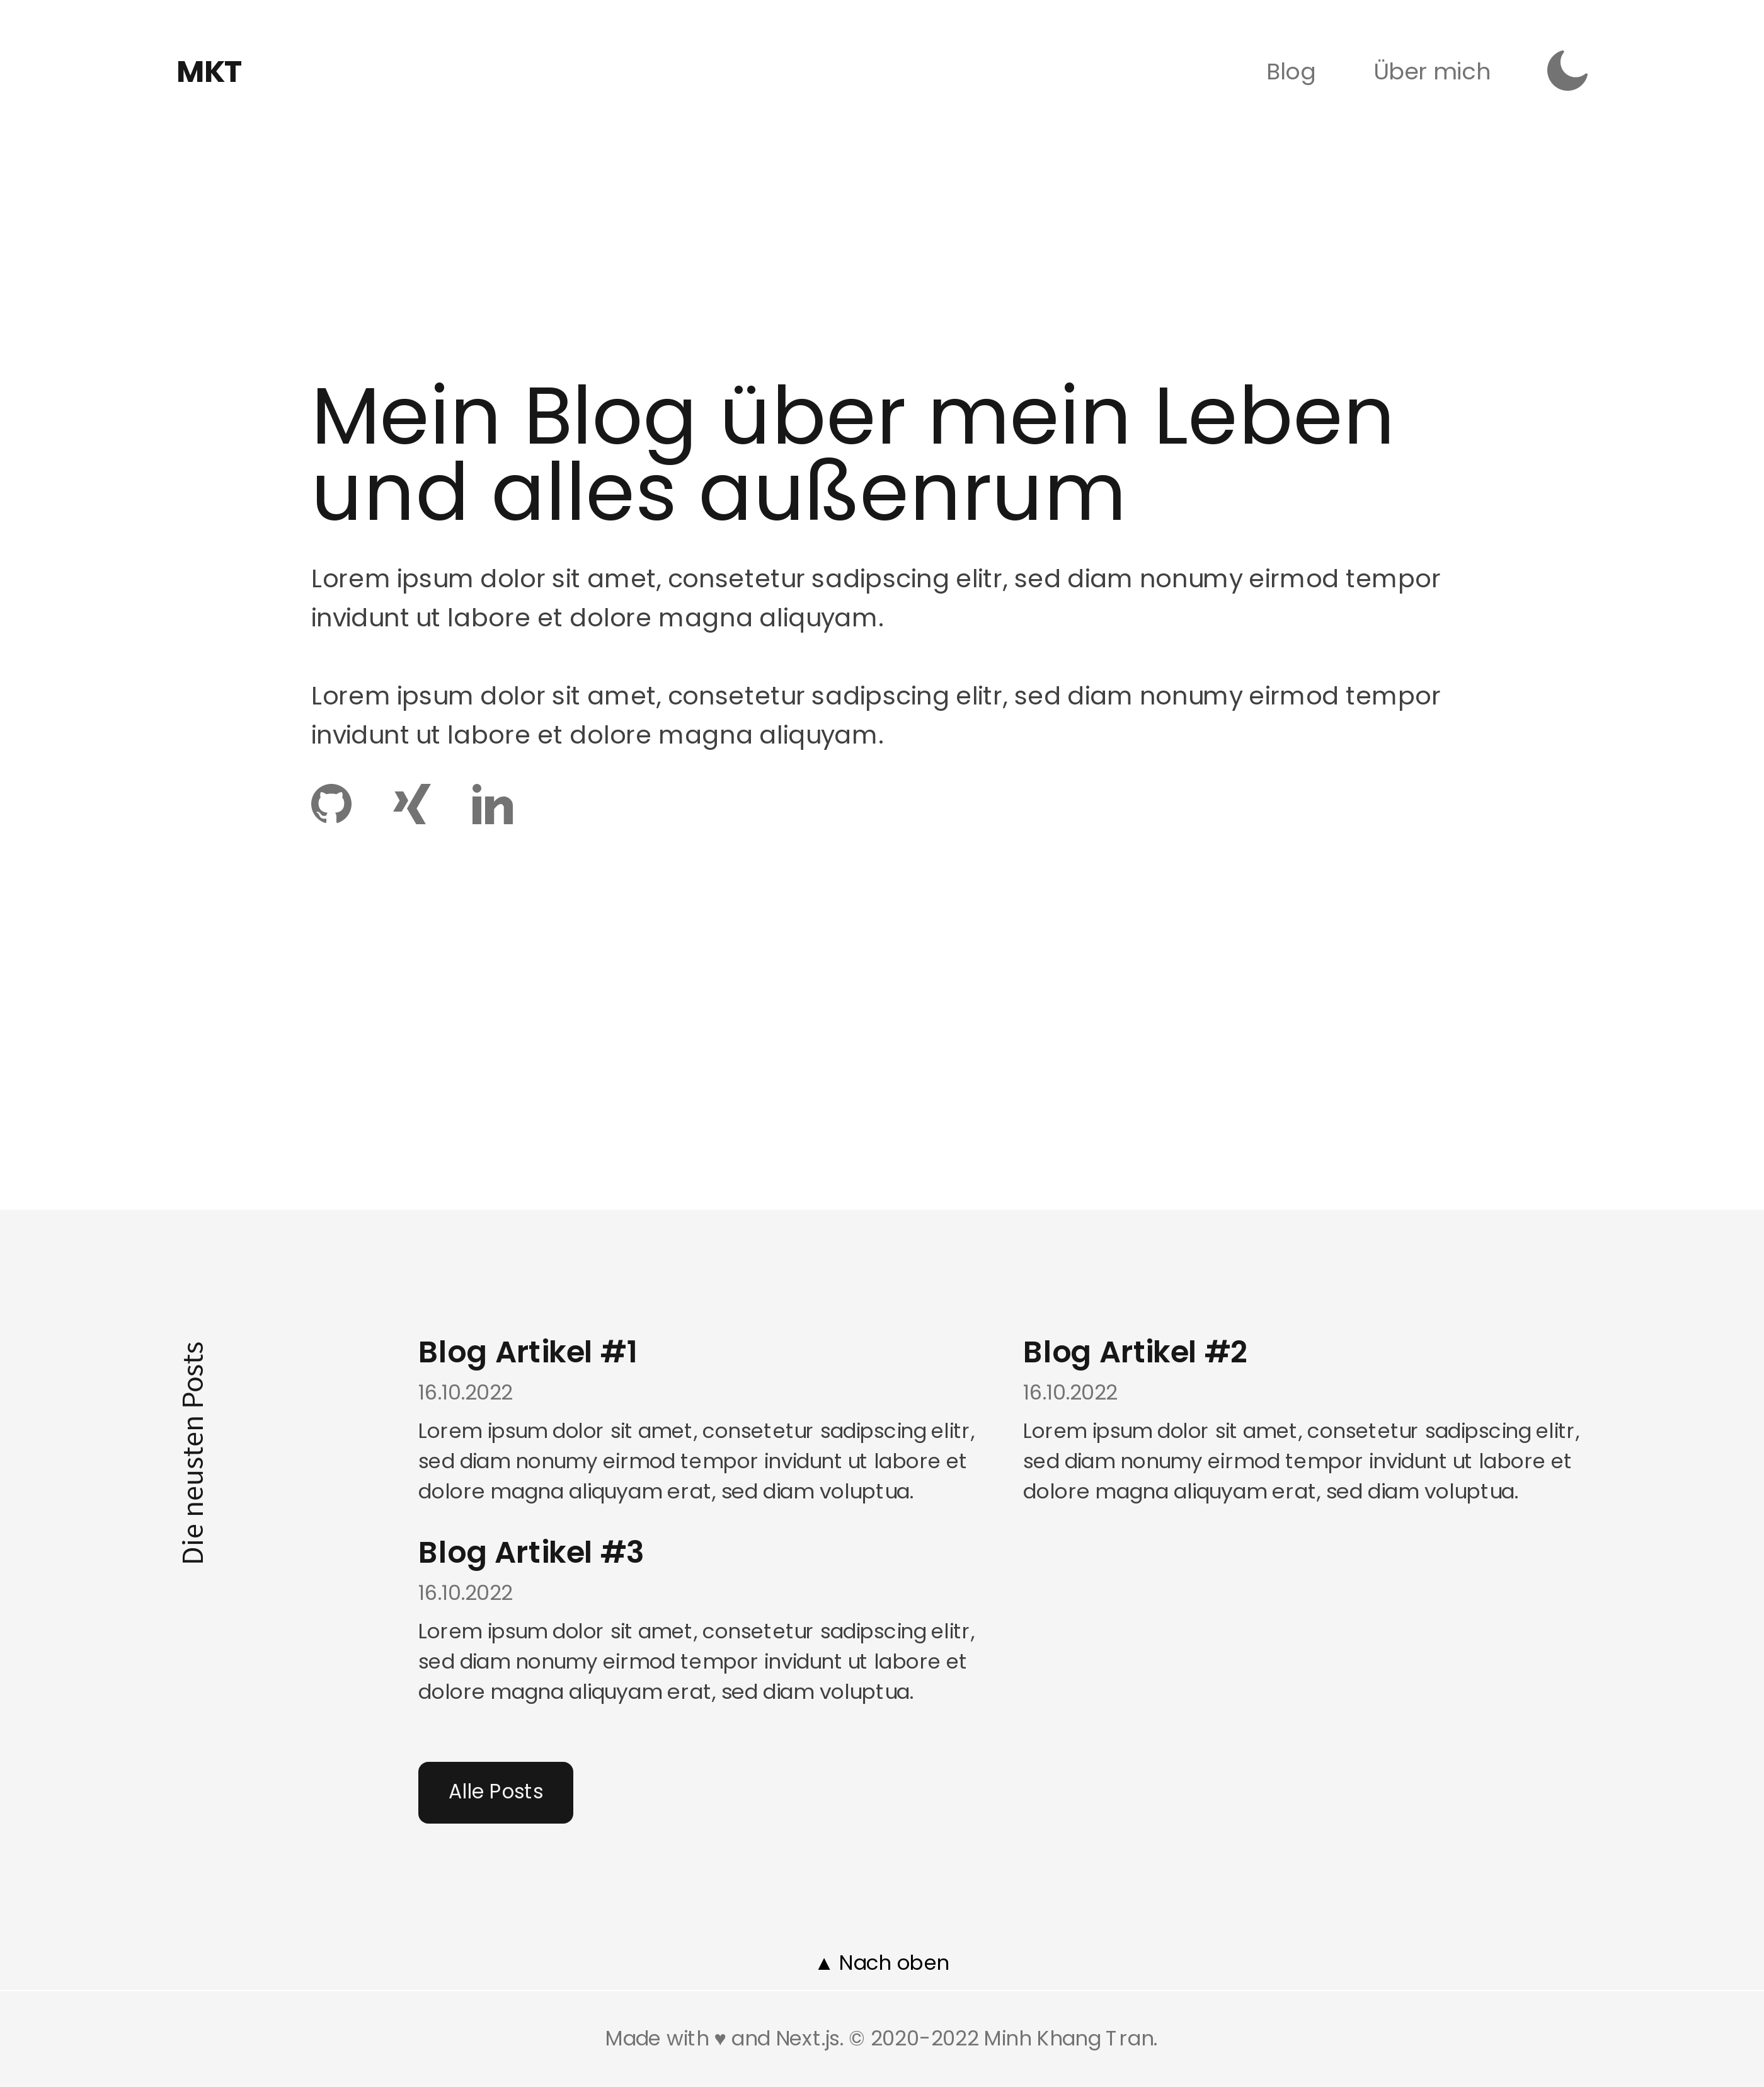 MKT
Blog
Über mich
Mein Blog über mein Leben
und alles außenrum
Lorem ipsum dolor sit amet, consetetur sadipscing elitr, sed diam nonumy eirmod tempor
invidunt ut labore et dolore magna aliquyam.
Lorem ipsum dolor sit amet, consetetur sadipscing elitr, sed diam nonumy eirmod tempor
invidunt ut labore et dolore magna aliquyam.
Die neusten Posts
Blog Artikel #1
16.10.2022
Lorem ipsum dolor sit amet, consetetur sadipscing elitr,
sed diam nonumy eirmod tempor invidunt ut labore et
dolore magna aliquyam erat, sed diam voluptua.
Blog Artikel #2
16.10.2022
Lorem ipsum dolor sit amet, consetetur sadipscing elitr,
sed diam nonumy eirmod tempor invidunt ut labore et
dolore magna aliquyam erat, sed diam voluptua.
Blog Artikel #3
16.10.2022
Lorem ipsum dolor sit amet, consetetur sadipscing elitr,
sed diam nonumy eirmod tempor invidunt ut labore et
dolore magna aliquyam erat, sed diam voluptua.
Alle Posts
▲ Nach oben
Made with ♥ and Next.js. © 2020-2022 Minh Khang Tran.